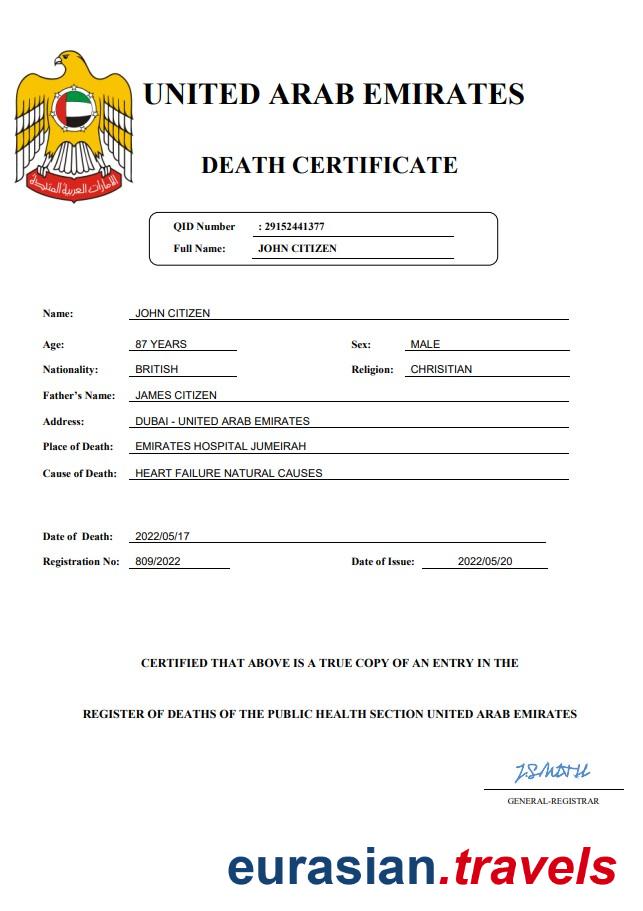 الإمارات العربية المتحدة
UNITED ARAB EMIRATES
DEATH CERTIFICATE
QID Number : 29152441377
Full Name: JOHN CITIZEN
Name: JOHN CITIZEN
Age: 87 YEARS Sex: MALE
Nationality: BRITISH Religion: CHRISITIAN
Father's Name: JAMES CITIZEN
Address: DUBAI - UNITED ARAB EMIRATES
Place of Death: EMIRATES HOSPITAL JUMEIRAH
Cause of Death: HEART FAILURE NATURAL CAUSES
Date of Death: 2022/05/17
Registration No: 809/2022 Date of Issue: 2022/05/20
CERTIFIED THAT ABOVE IS A TRUE COPY OF AN ENTRY IN THE
REGISTER OF DEATHS OF THE PUBLIC HEALTH SECTION UNITED ARAB EMIRATES
GENERAL-REGISTRAR
eurasian.travels